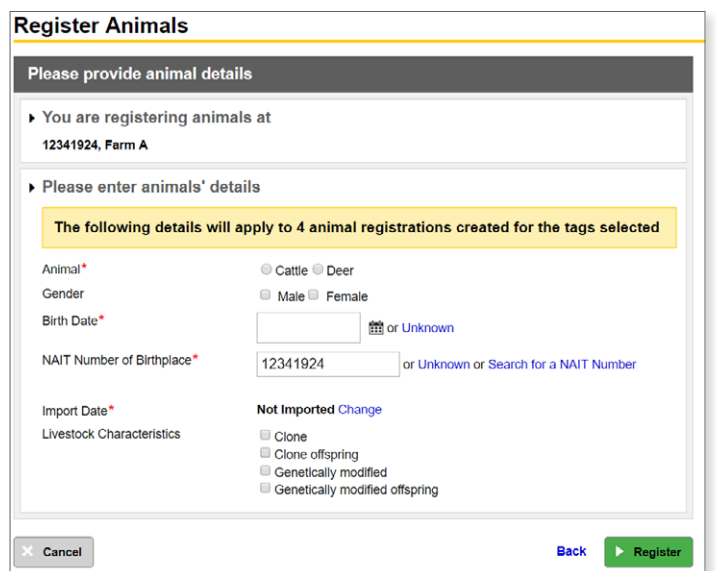 Register Animals
Please provide animal details
You are registering animals at
12341924, Farm A
Please enter animals' details
The following details will apply to 4 animal registrations created for the tags selected
Animal* Cattle Deer
Gender Male Female
Birth Date* or Unknown
NAIT Number of Birthplace* 12341924 or Unknown or Search for a NAIT Number
Import Date* Not Imported Change
Livestock Characteristics Clone
Clone offspring
Genetically modified
Genetically modified offspring
Cancel Back Register